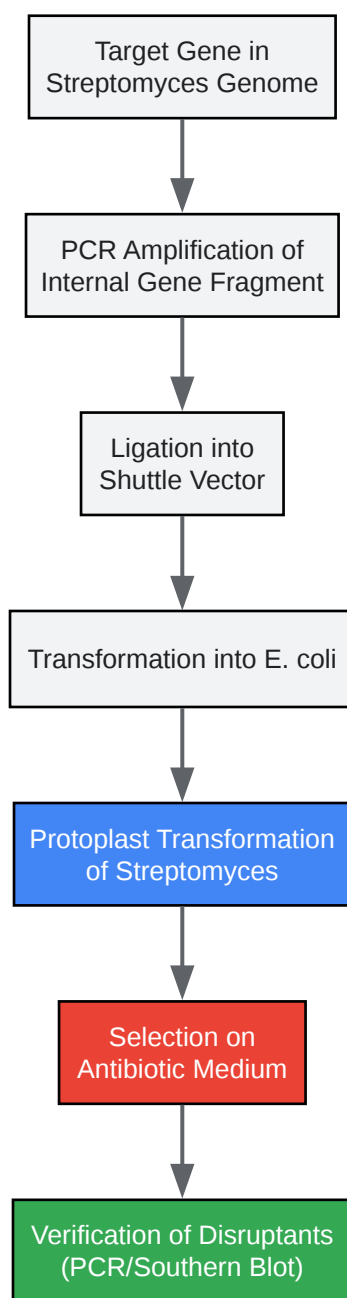 Target Gene in
Streptomyces Genome
PCR Amplification of
Internal Gene Fragment
Ligation into
Shuttle Vector
Transformation into E. coli
Protoplast Transformation
of Streptomyces
Selection on
Antibiotic Medium
Verification of Disruptants
(PCR/Southern Blot)